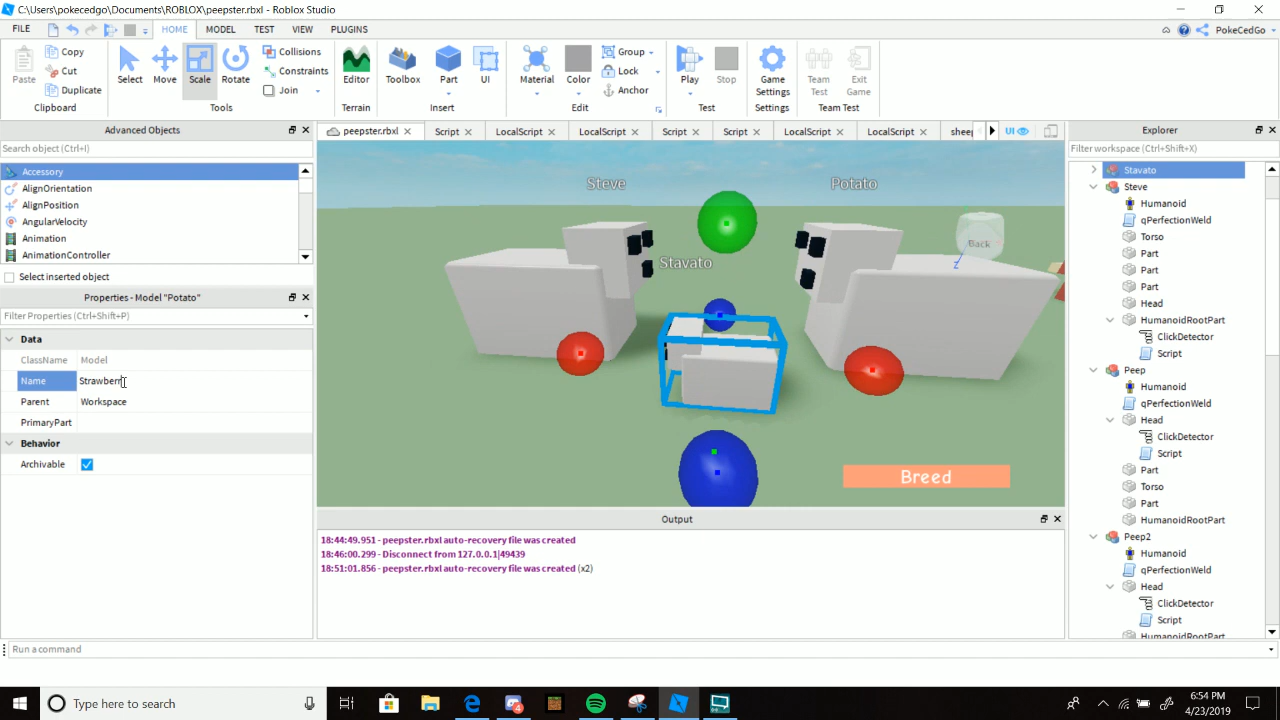 C:\Users\pokecedgo\Documents\ROBLOX\peepster.rbxl - Roblox Studio
FILE HOME MODEL TEST VIEW PLUGINS PokeCedGo
Paste Copy Cut Duplicate Clipboard
Select Move Scale Rotate Collisions Constraints Join Tools
Editor Terrain
Toolbox Part UI Insert
Material Color Group Lock Anchor Edit
Play Stop Test
Game Settings Settings
Team Test Exit Game Team Test
Advanced Objects
Search object (Ctrl+I)
Accessory
AlignOrientation
AlignPosition
AngularVelocity
Animation
AnimationController
Select inserted object
Properties - Model "Potato"
Filter Properties (Ctrl+Shift+P)
Data
ClassName Model
Name Strawberr
Parent Workspace
PrimaryPart
Behavior
Archivable
peepster.rbxl Script LocalScript LocalScript Script Script LocalScript LocalScript sheep UI
Steve
Potato
Stavato
Back
Z
Breed
Output
18:44:49.951 - peepster.rbxl auto-recovery file was created
18:46:00.299 - Disconnect from 127.0.0.1|49439
18:51:01.856 - peepster.rbxl auto-recovery file was created (x2)
Explorer
Filter workspace (Ctrl+Shift+X)
Stavato
Steve
Humanoid
qPerfectionWeld
Torso
Part
Part
Part
Head
HumanoidRootPart
ClickDetector
Script
Peep
Humanoid
qPerfectionWeld
Head
ClickDetector
Script
Part
Torso
Part
HumanoidRootPart
Peep2
Humanoid
qPerfectionWeld
Head
ClickDetector
Script
HumanoidRootPart
Run a command
Type here to search
6:54 PM
4/23/2019